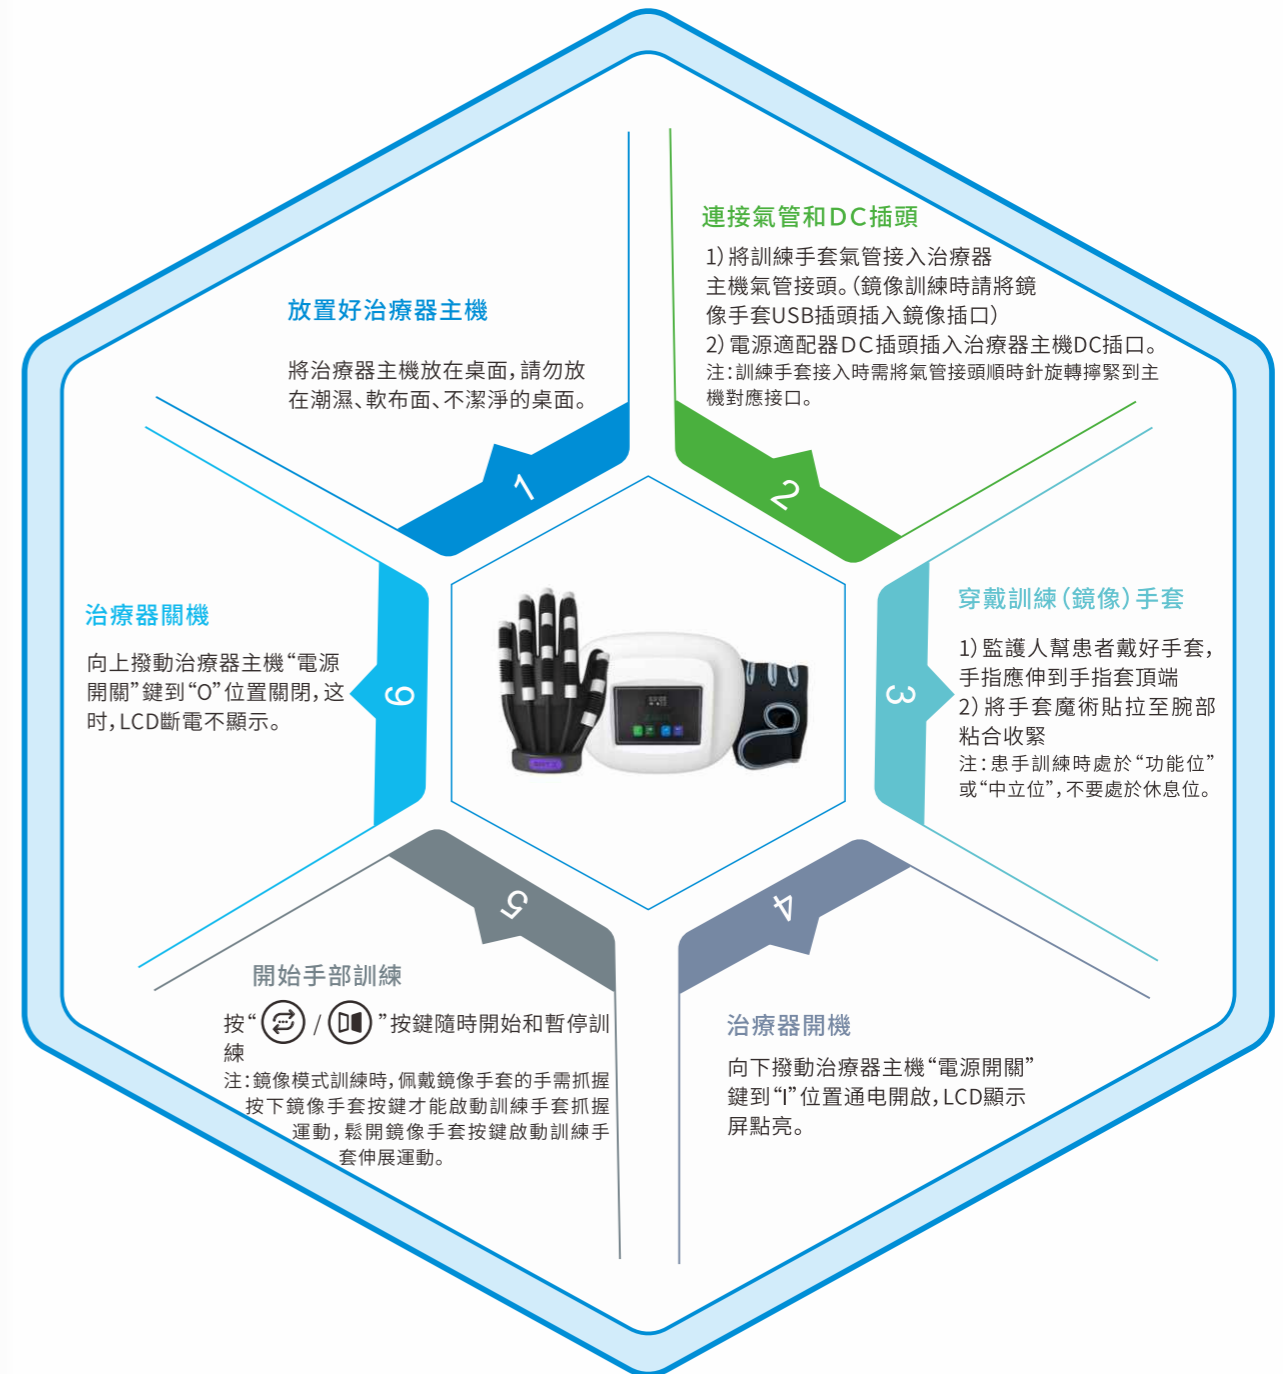 放置好治療器主機
將治療器主機放在桌面,請勿放
在潮濕、軟布面、不潔淨的桌面。
1
連接氣管和DC插頭
1)將訓練手套氣管接入治療器
主機氣管接頭。(鏡像訓練時請將鏡
像手套USB插頭插入鏡像插口)
2)電源適配器DC插頭插入治療器主機DC插口。
注:訓練手套接入時需將氣管接頭順時針旋轉擰緊到主
機對應接口。
2
穿戴訓練(鏡像)手套
1)監護人幫患者戴好手套,
手指應伸到手指套頂端
2)將手套魔術貼拉至腕部
粘合收緊
注:患手訓練時處於“功能位”
或“中立位”,不要處於休息位。
3
治療器開機
向下撥動治療器主機“電源開關”
鍵到“I”位置通电開啟,LCD顯示
屏點亮。
4
開始手部訓練
按“ / ”按鍵隨時開始和暫停訓
練
注:鏡像模式訓練時,佩戴鏡像手套的手需抓握
按下鏡像手套按鍵才能啟動訓練手套抓握
運動,鬆開鏡像手套按鍵啟動訓練手
套伸展運動。
5
治療器關機
向上撥動治療器主機“電源
開關”鍵到“O”位置關閉,这
時,LCD斷電不顯示。
6